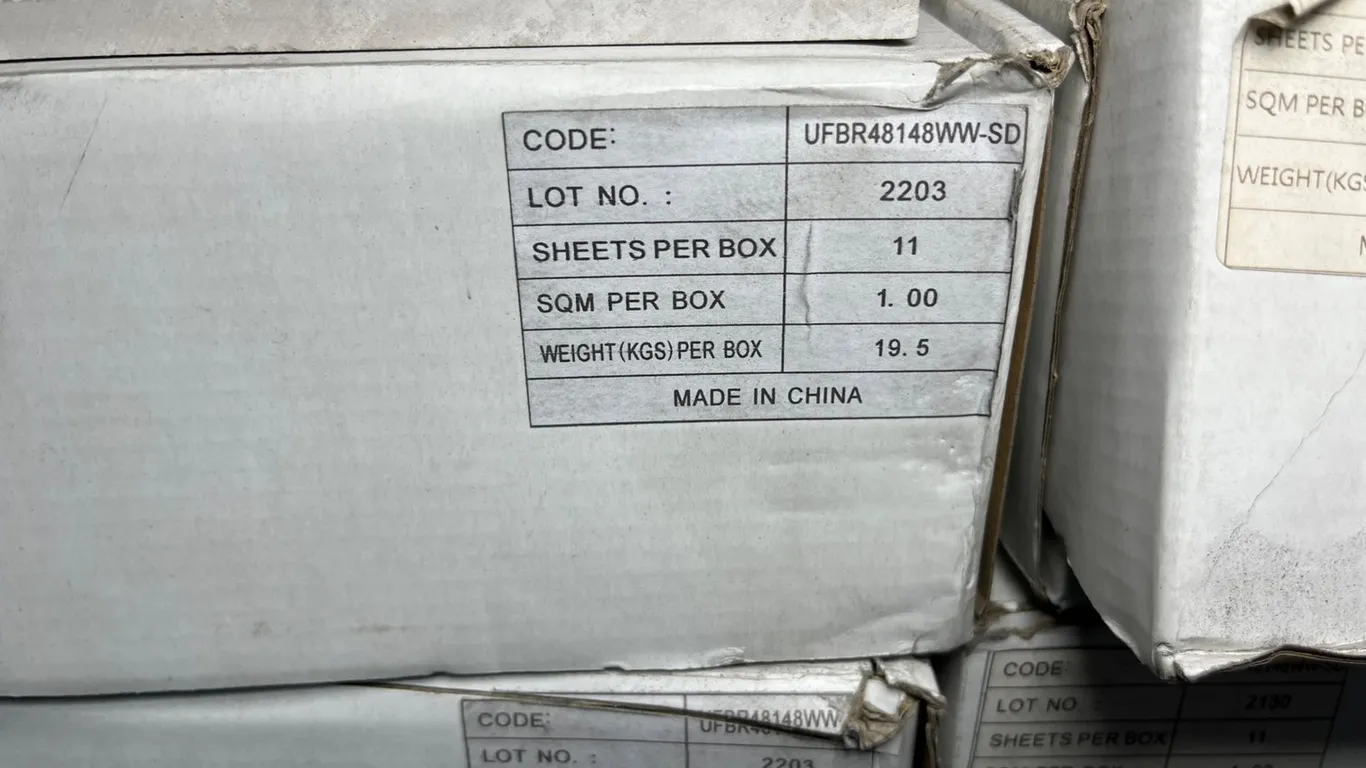 CODE: UFBR48148WW-SD
LOT NO. : 2203
SHEETS PER BOX 11
SQM PER BOX 1. 00
WEIGHT(KGS) PER BOX 19. 5
MADE IN CHINA
SHEETS PE
SQM PER B
WEIGHT(KGS
CODE: UFBR48148WW
LOT NO. : 2203
CODE:
LOT NO : 2180
SHEETS PER BOX 11